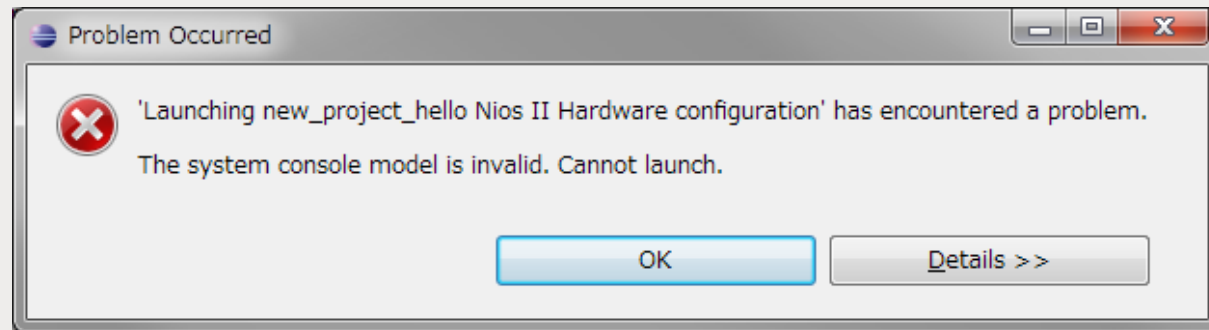 Problem Occurred
'Launching new_project_hello Nios II Hardware configuration' has encountered a problem.
The system console model is invalid. Cannot launch.
OK
Details >>